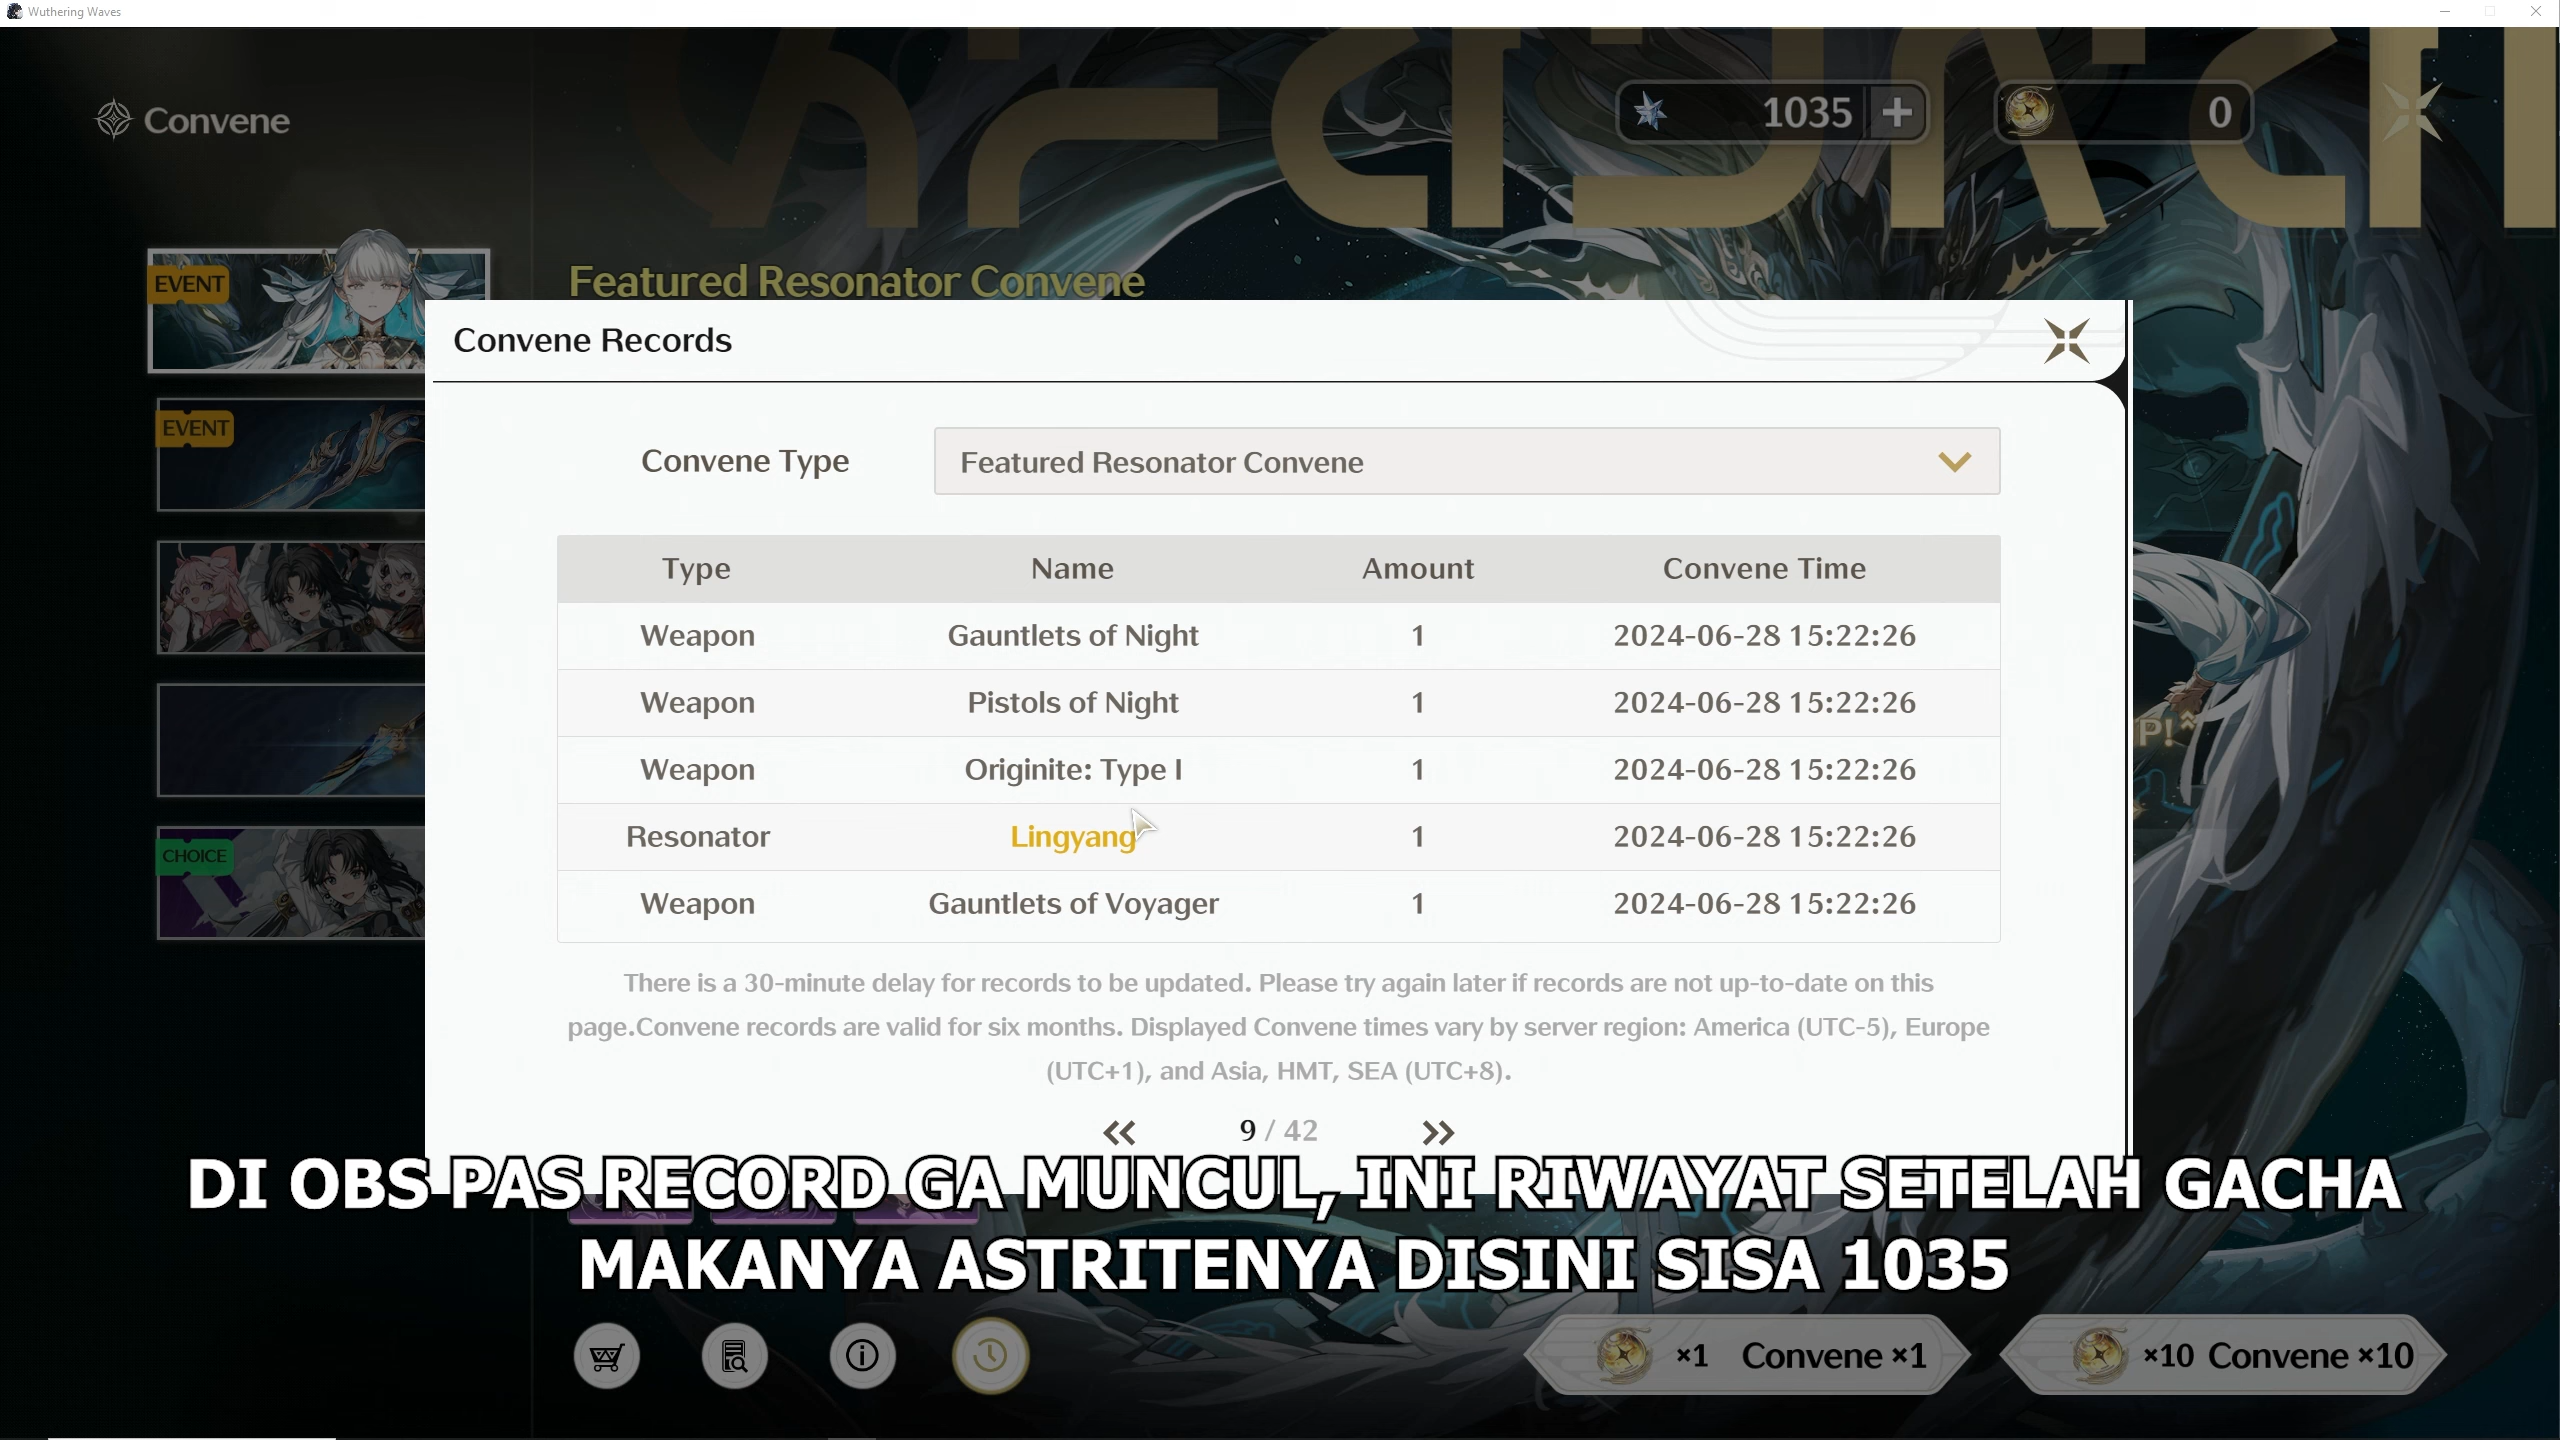 Wuthering Waves
Convene
1035
0
EVENT
Featured Resonator Convene
EVENT
CHOICE
Convene Records
Convene Type
Featured Resonator Convene
Type Name Amount Convene Time
Weapon Gauntlets of Night 1 2024-06-28 15:22:26
Weapon Pistols of Night 1 2024-06-28 15:22:26
Weapon Originite: Type I 1 2024-06-28 15:22:26
Resonator Lingyang 1 2024-06-28 15:22:26
Weapon Gauntlets of Voyager 1 2024-06-28 15:22:26
There is a 30-minute delay for records to be updated. Please try again later if records are not up-to-date on this
page.Convene records are valid for six months. Displayed Convene times vary by server region: America (UTC-5), Europe
(UTC+1), and Asia, HMT, SEA (UTC+8).
9 / 42
DI OBS PAS RECORD GA MUNCUL, INI RIWAYAT SETELAH GACHA
MAKANYA ASTRITENYA DISINI SISA 1035
×1 Convene ×1
×10 Convene ×10